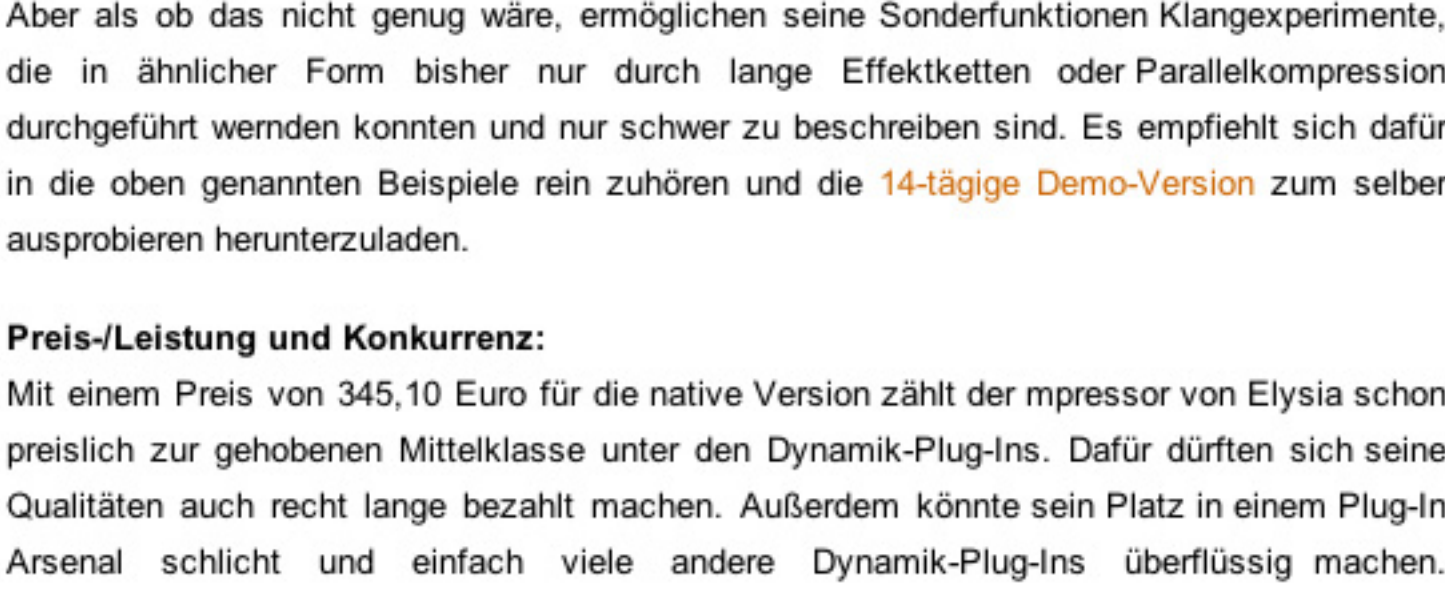 Aber als ob das nicht genug wäre, ermöglichen seine Sonderfunktionen Klangexperimente,
die in ähnlicher Form bisher nur durch lange Effektketten oder Parallelkompression
durchgeführt wernden konnten und nur schwer zu beschreiben sind. Es empfiehlt sich dafür
in die oben genannten Beispiele rein zuhören und die 14-tägige Demo-Version zum selber
ausprobieren herunterzuladen.
Preis-/Leistung und Konkurrenz:
Mit einem Preis von 345,10 Euro für die native Version zählt der mpressor von Elysia schon
preislich zur gehobenen Mittelklasse unter den Dynamik-Plug-Ins. Dafür dürften sich seine
Qualitäten auch recht lange bezahlt machen. Außerdem könnte sein Platz in einem Plug-In
Arsenal schlicht und einfach viele andere Dynamik-Plug-Ins überflüssig machen.